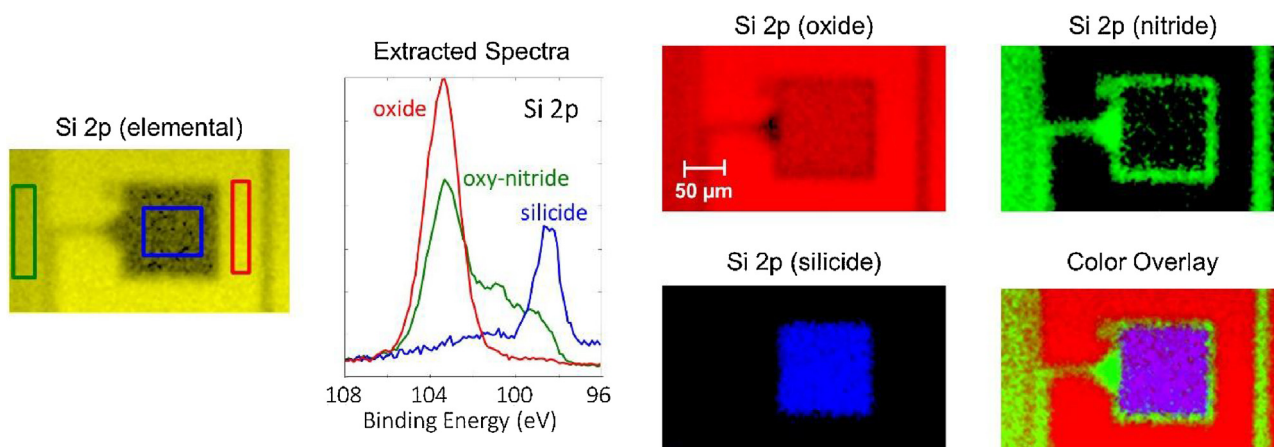 Si 2p (elemental)
Extracted Spectra
Si 2p
oxide
oxy-nitride
silicide
108 104 100 96
Binding Energy (eV)
Si 2p (oxide)
50 µm
Si 2p (nitride)
Si 2p (silicide)
Color Overlay